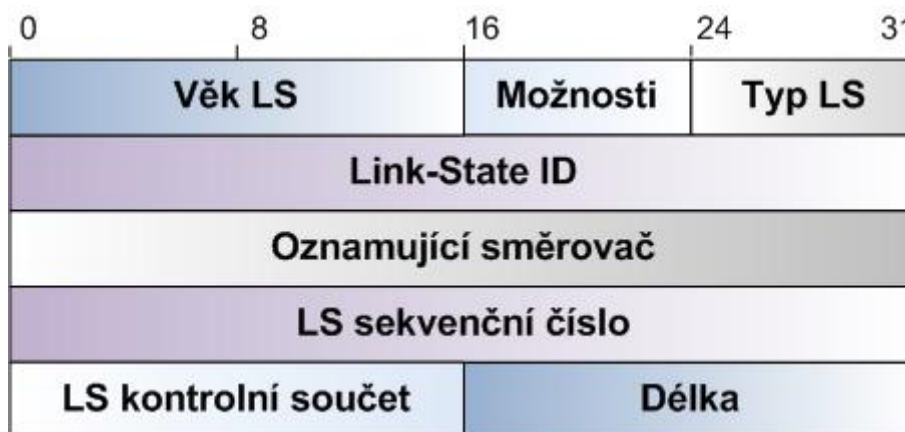 0 8 16 24 31
Věk LS Možnosti Typ LS
Link-State ID
Oznamující směrovač
LS sekvenční číslo
LS kontrolní součet Délka